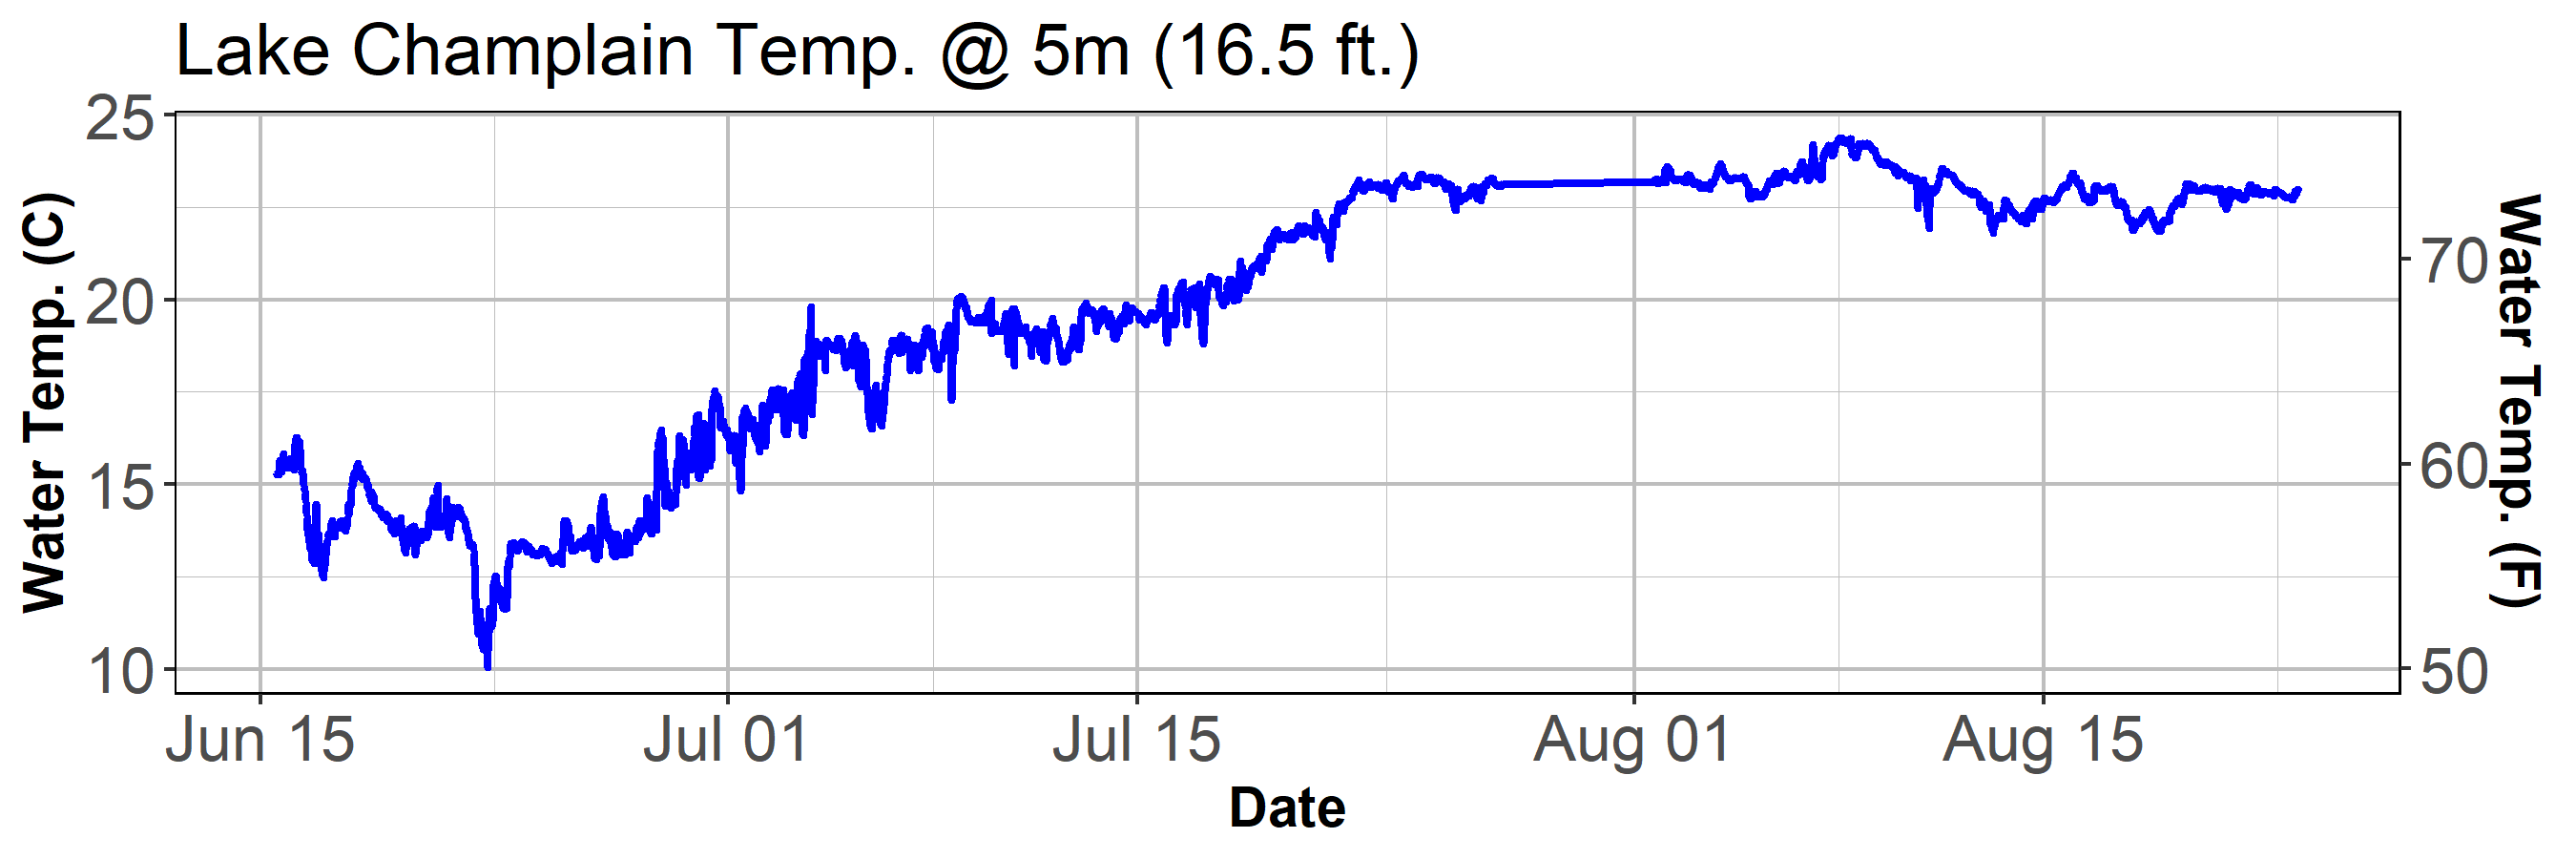 Lake Champlain Temp. @ 5m (16.5 ft.)
25
20
15
10
Water Temp. (C)
70
60
50
Water Temp. (F)
Jun 15
Jul 01
Jul 15
Aug 01
Aug 15
Date